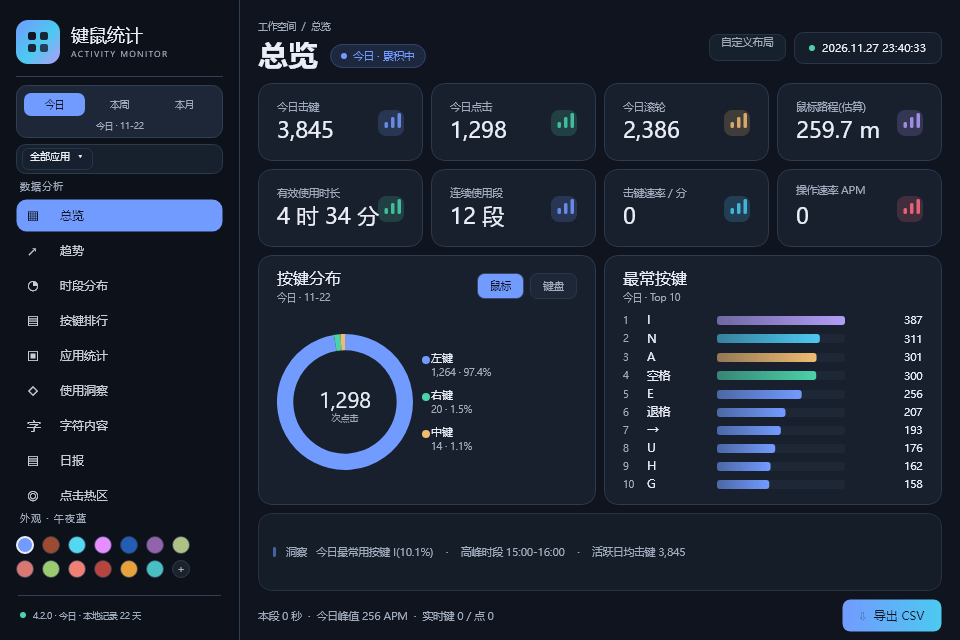 键鼠统计
ACTIVITY MONITOR
今日 本周 本月
今日 · 11-22
全部应用 ▾
数据分析
总览
趋势
时段分布
按键排行
应用统计
使用洞察
字 字符内容
日报
点击热区
外观 · 午夜蓝
+
4.2.0 · 今日 · 本地记录 22 天
工作空间 / 总览
总览
今日 · 累积中
自定义布局
2026.11.27 23:40:33
今日击键
3,845
今日点击
1,298
今日滚轮
2,386
鼠标路程(估算)
259.7 m
有效使用时长
4 时 34 分
连续使用段
12 段
击键速率 / 分
0
操作速率 APM
0
按键分布
今日 · 11-22
鼠标 键盘
1,298
次点击
左键
1,264 · 97.4%
右键
20 · 1.5%
中键
14 · 1.1%
最常按键
今日 · Top 10
1 I 387
2 N 311
3 A 301
4 空格 300
5 E 256
6 退格 207
7 → 193
8 U 176
9 H 162
10 G 158
洞察 今日最常用按键 I(10.1%) · 高峰时段 15:00-16:00 · 活跃日均击键 3,845
本段 0 秒 · 今日峰值 256 APM · 实时键 0 / 点 0
⇩ 导出 CSV